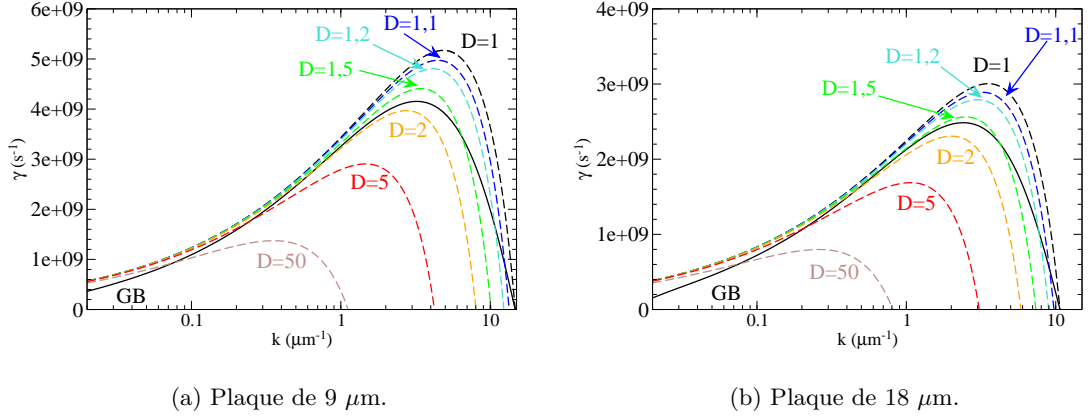 6e+09
5e+09
4e+09
3e+09
2e+09
1e+09
0
γ (s⁻¹)
D=1,1
D=1,2
D=1
D=1,5
D=2
D=5
D=50
GB
0.1 1 10
k (μm⁻¹)
(a) Plaque de 9 μm.
4e+09
3e+09
2e+09
1e+09
0
γ (s⁻¹)
D=1,1
D=1,2
D=1
D=1,5
D=2
D=5
D=50
GB
0.1 1 10
k (μm⁻¹)
(b) Plaque de 18 μm.